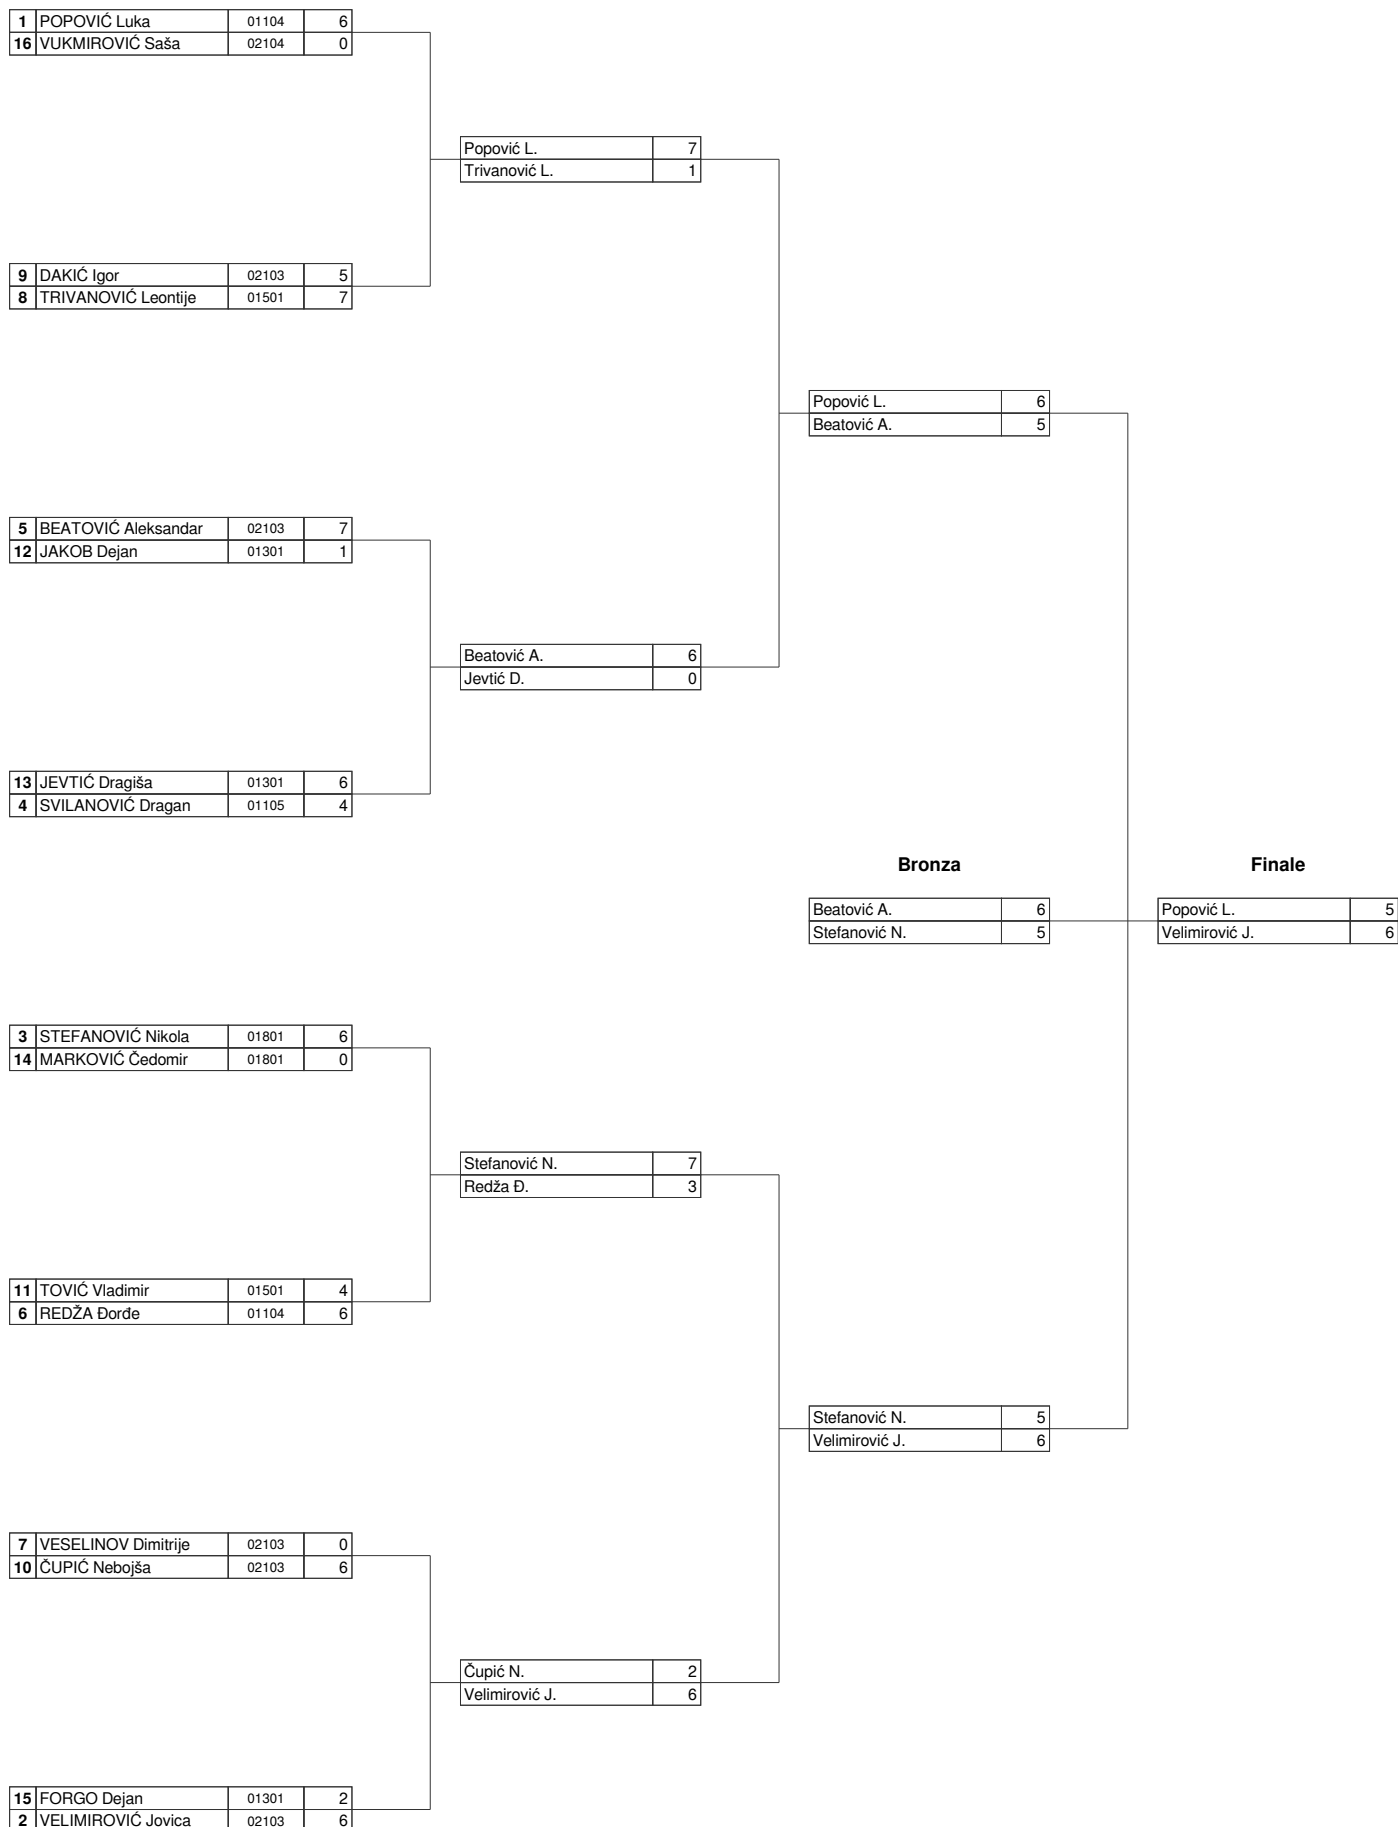 1 POPOVIĆ Luka 01104 6
16 VUKMIROVIĆ Saša 02104 0
Popović L. 7
Trivanović L. 1
9 DAKIĆ Igor 02103 5
8 TRIVANOVIĆ Leontije 01501 7
Popović L. 6
Beatović A. 5
5 BEATOVIĆ Aleksandar 02103 7
12 JAKOB Dejan 01301 1
Beatović A. 6
Jevtić D. 0
13 JEVTIĆ Dragiša 01301 6
4 SVILANOVIĆ Dragan 01105 4
Bronza Finale
Beatović A. 6 Popović L. 5
Stefanović N. 5 Velimirović J. 6
3 STEFANOVIĆ Nikola 01801 6
14 MARKOVIĆ Čedomir 01801 0
Stefanović N. 7
Redža Đ. 3
11 TOVIĆ Vladimir 01501 4
6 REDŽA Đorđe 01104 6
Stefanović N. 5
Velimirović J. 6
7 VESELINOV Dimitrije 02103 0
10 ČUPIĆ Nebojša 02103 6
Čupić N. 2
Velimirović J. 6
15 FORGO Dejan 01301 2
2 VELIMIROVIĆ Jovica 02103 6